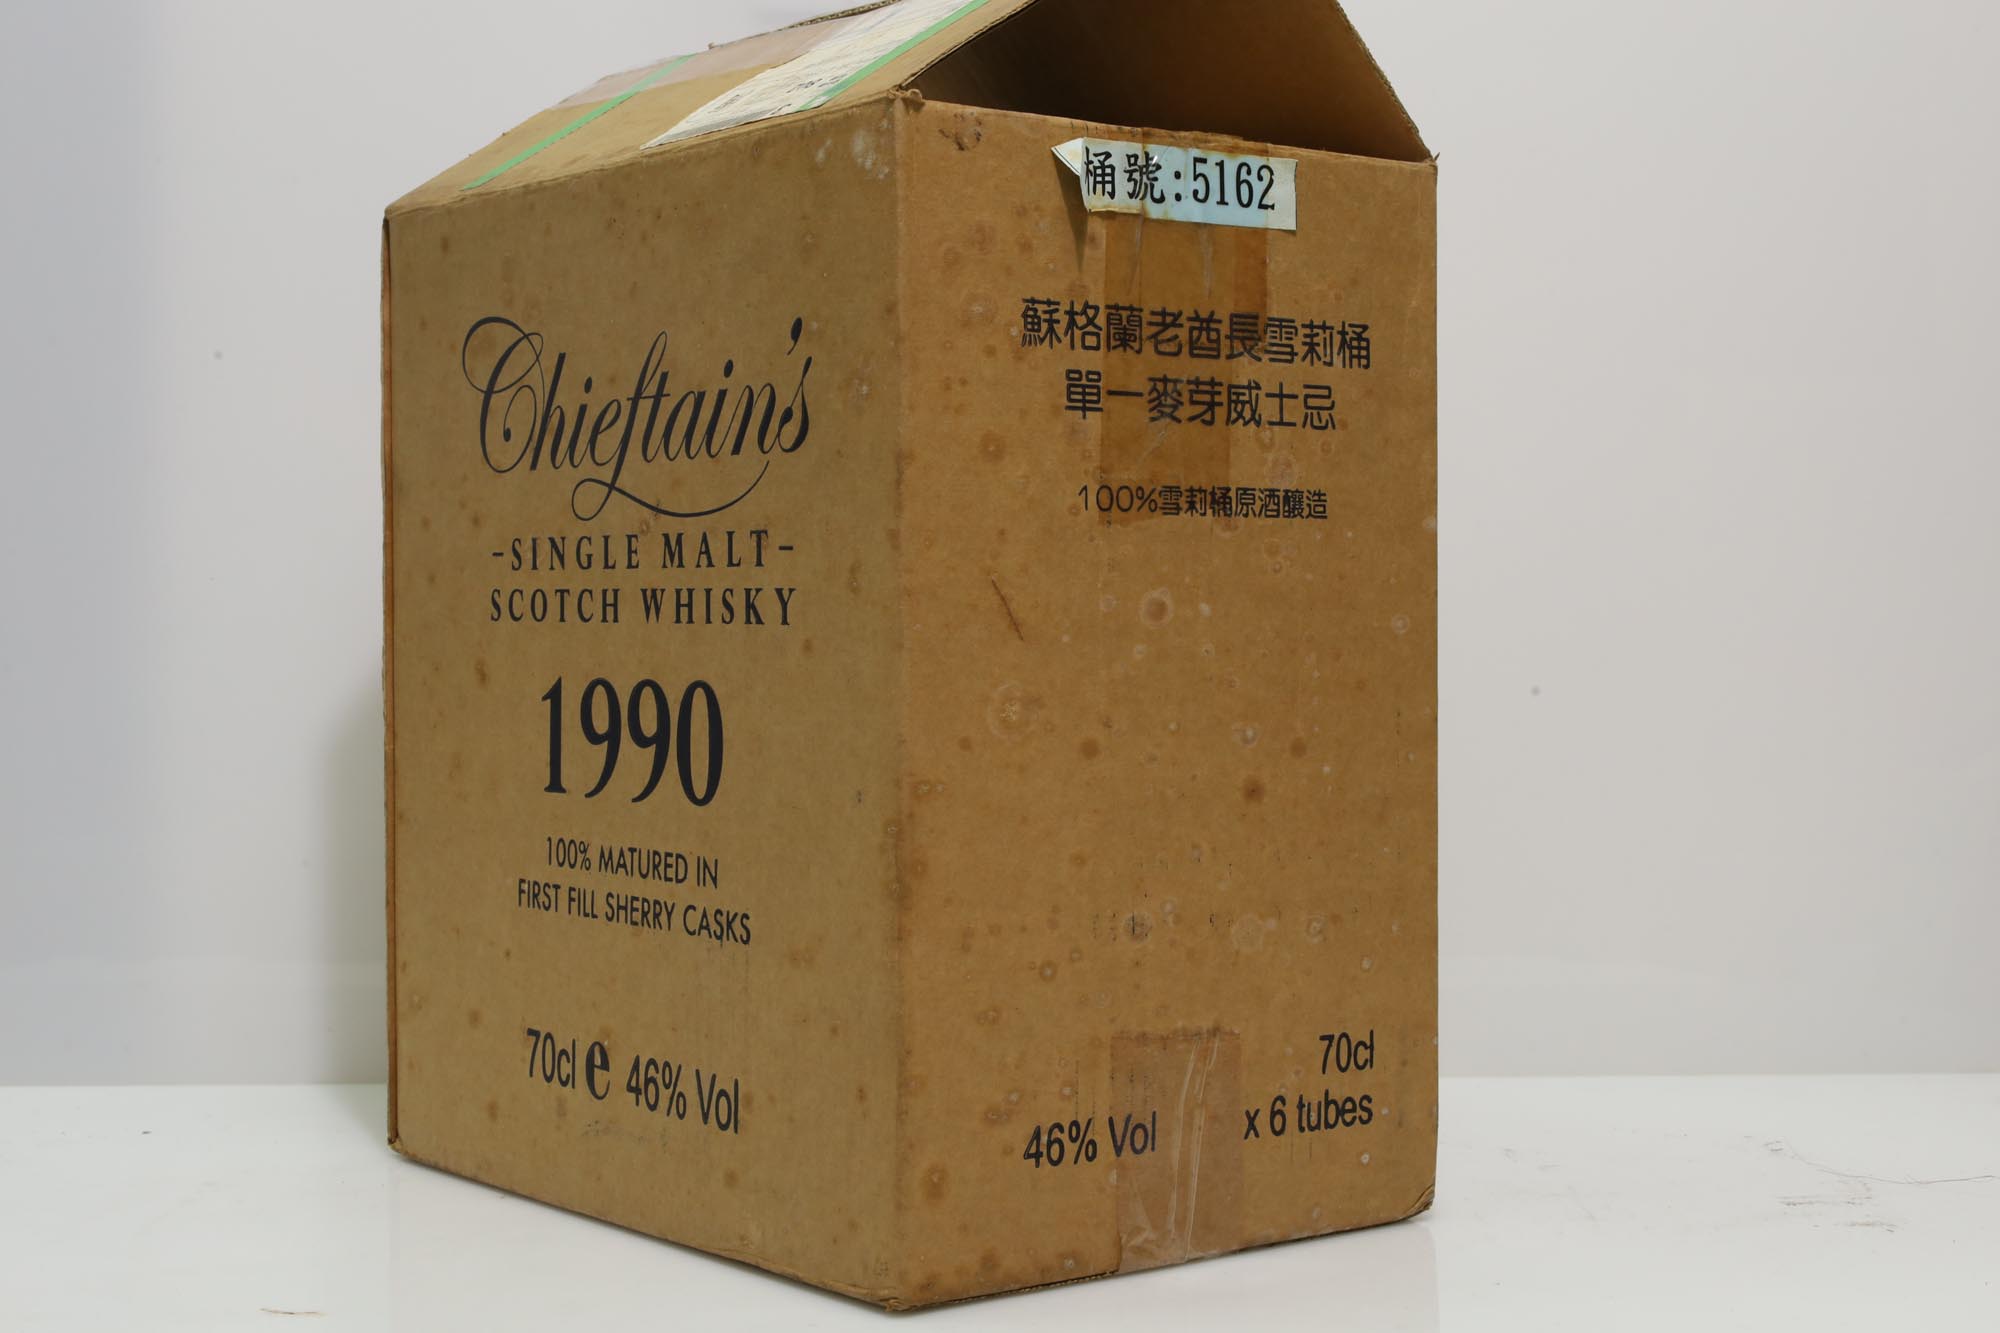 Chieftain's
-SINGLE MALT-
SCOTCH WHISKY
1990
100% MATURED IN
FIRST FILL SHERRY CASKS
70cl e 46% Vol
桶號:5162
蘇格蘭老酋長雪莉桶
單一麥芽威士忌
100%雪莉桶原酒釀造
70cl
46% Vol x 6 tubes